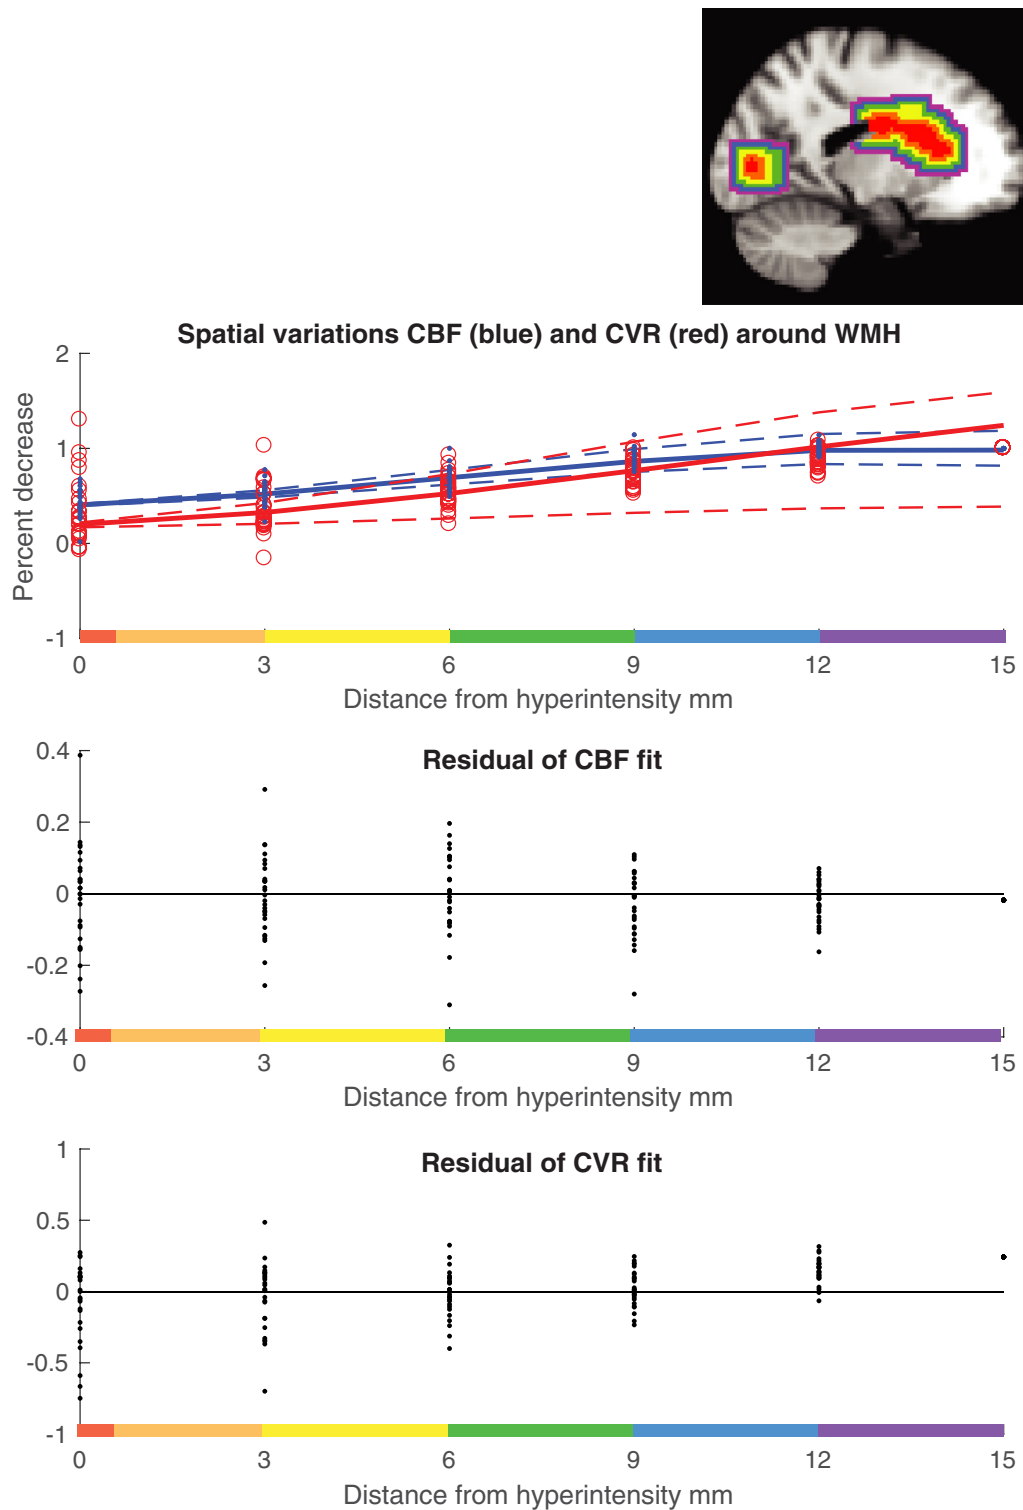 Spatial variations CBF (blue) and CVR (red) around WMH
Percent decrease
2
1
0
-1
0 3 6 9 12 15
Distance from hyperintensity mm
Residual of CBF fit
0.4
0.2
0
-0.2
-0.4
0 3 6 9 12 15
Distance from hyperintensity mm
Residual of CVR fit
1
0.5
0
-0.5
-1
0 3 6 9 12 15
Distance from hyperintensity mm